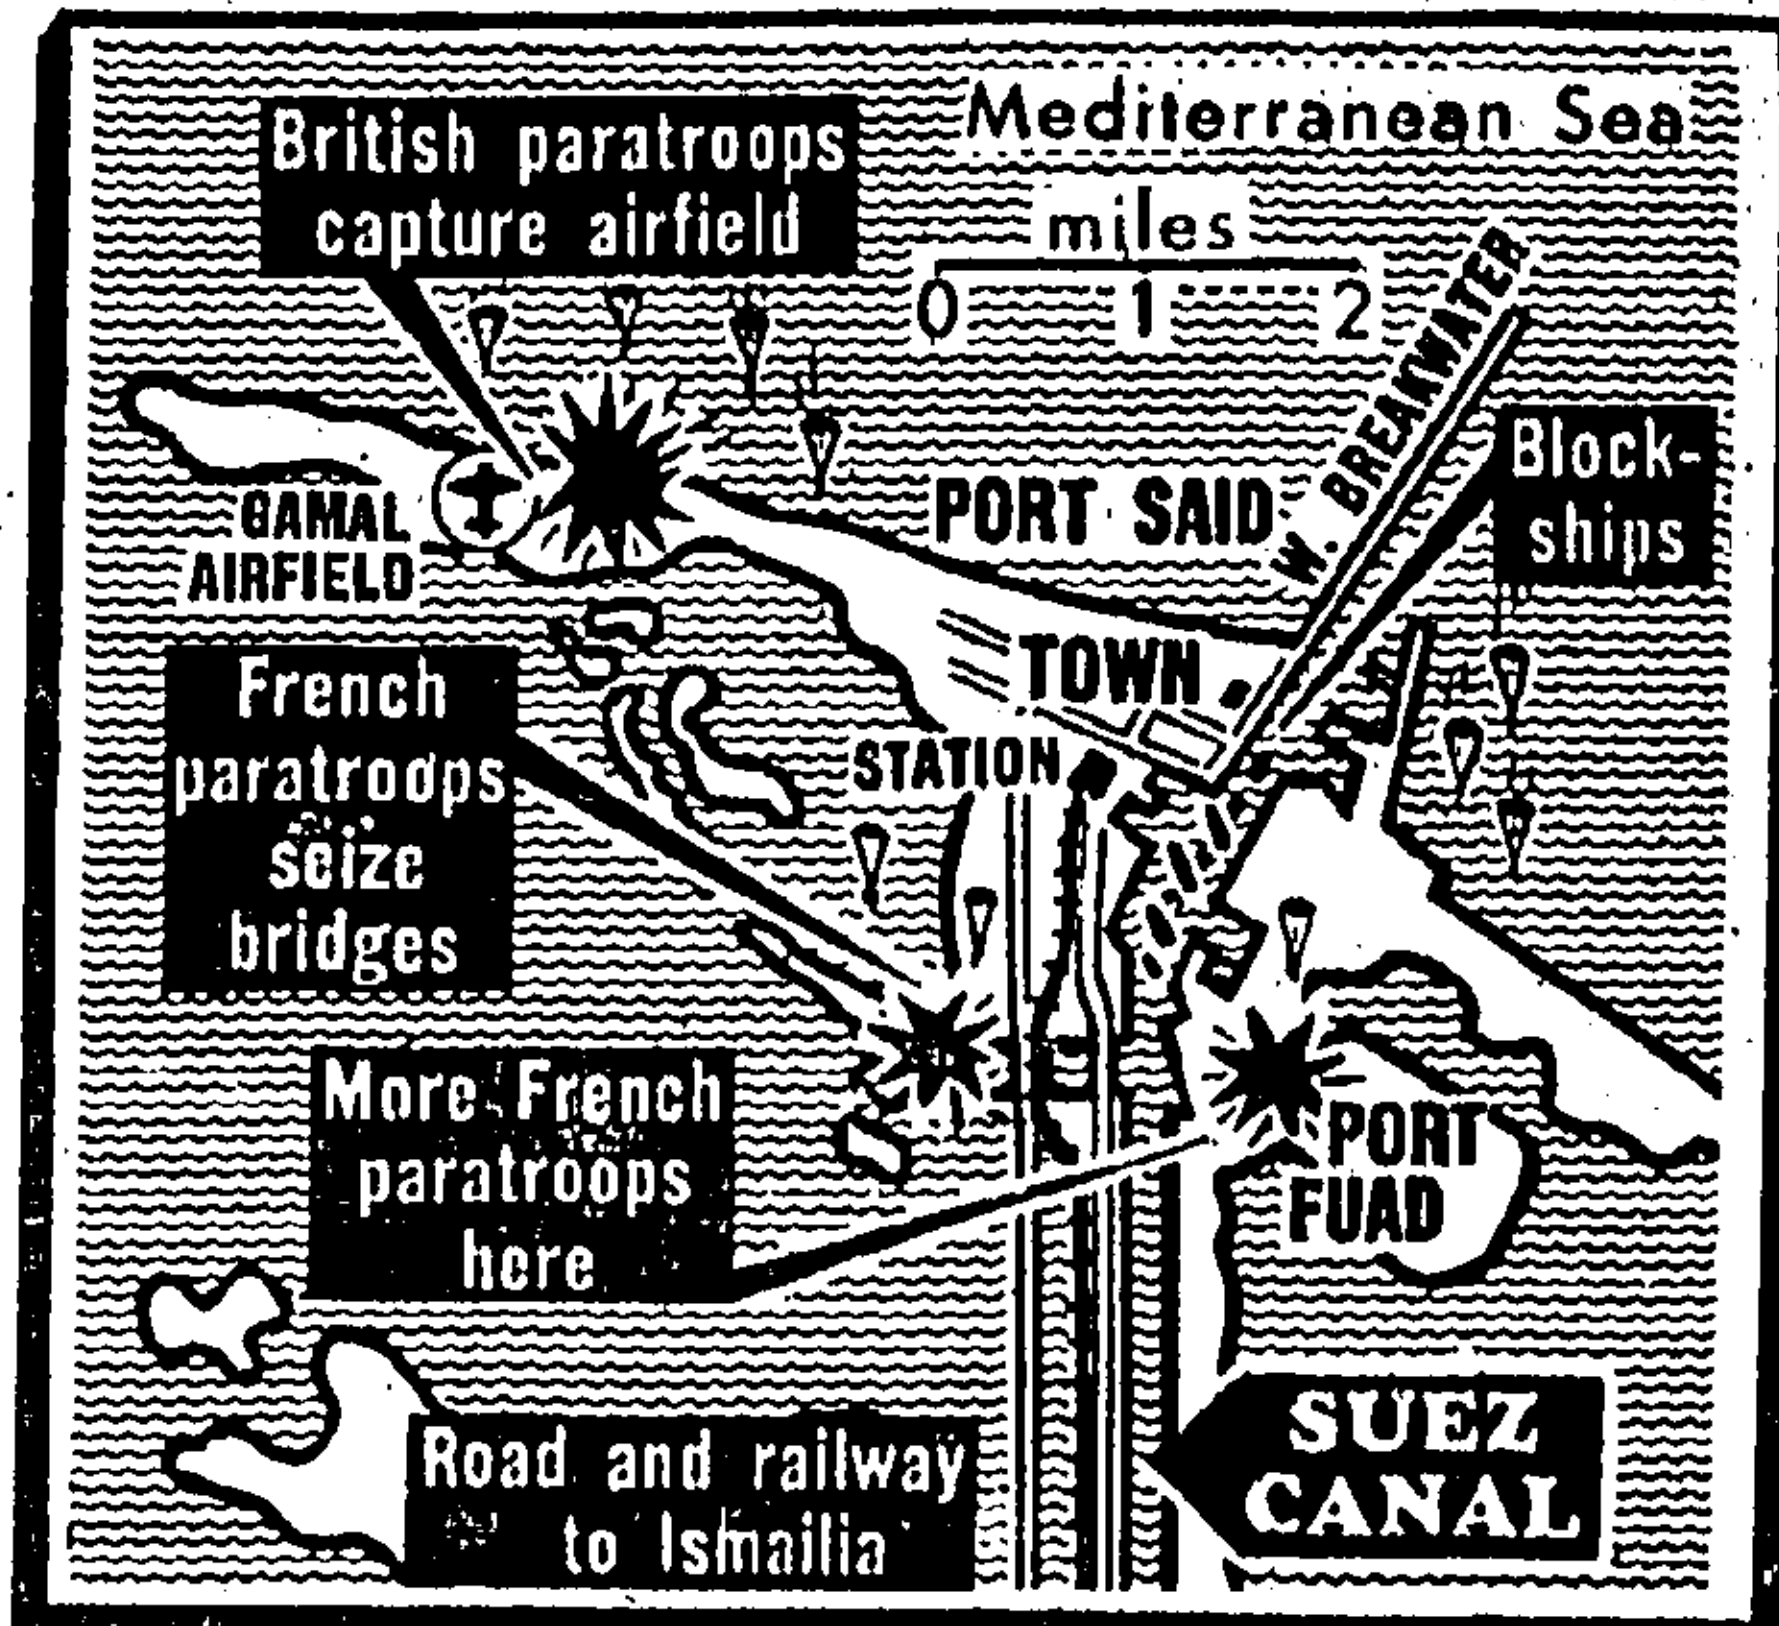 British paratroops
capture airfield
Mediterranean Sea
miles
0 1 2
W. BREAKWATER
Block-
ships
GAMAL
AIRFIELD
PORT SAID
TOWN
STATION
French
paratroops
seize
bridges
More French
paratroops
here
PORT
FUAD
Road and railway
to Ismailia
SUEZ
CANAL